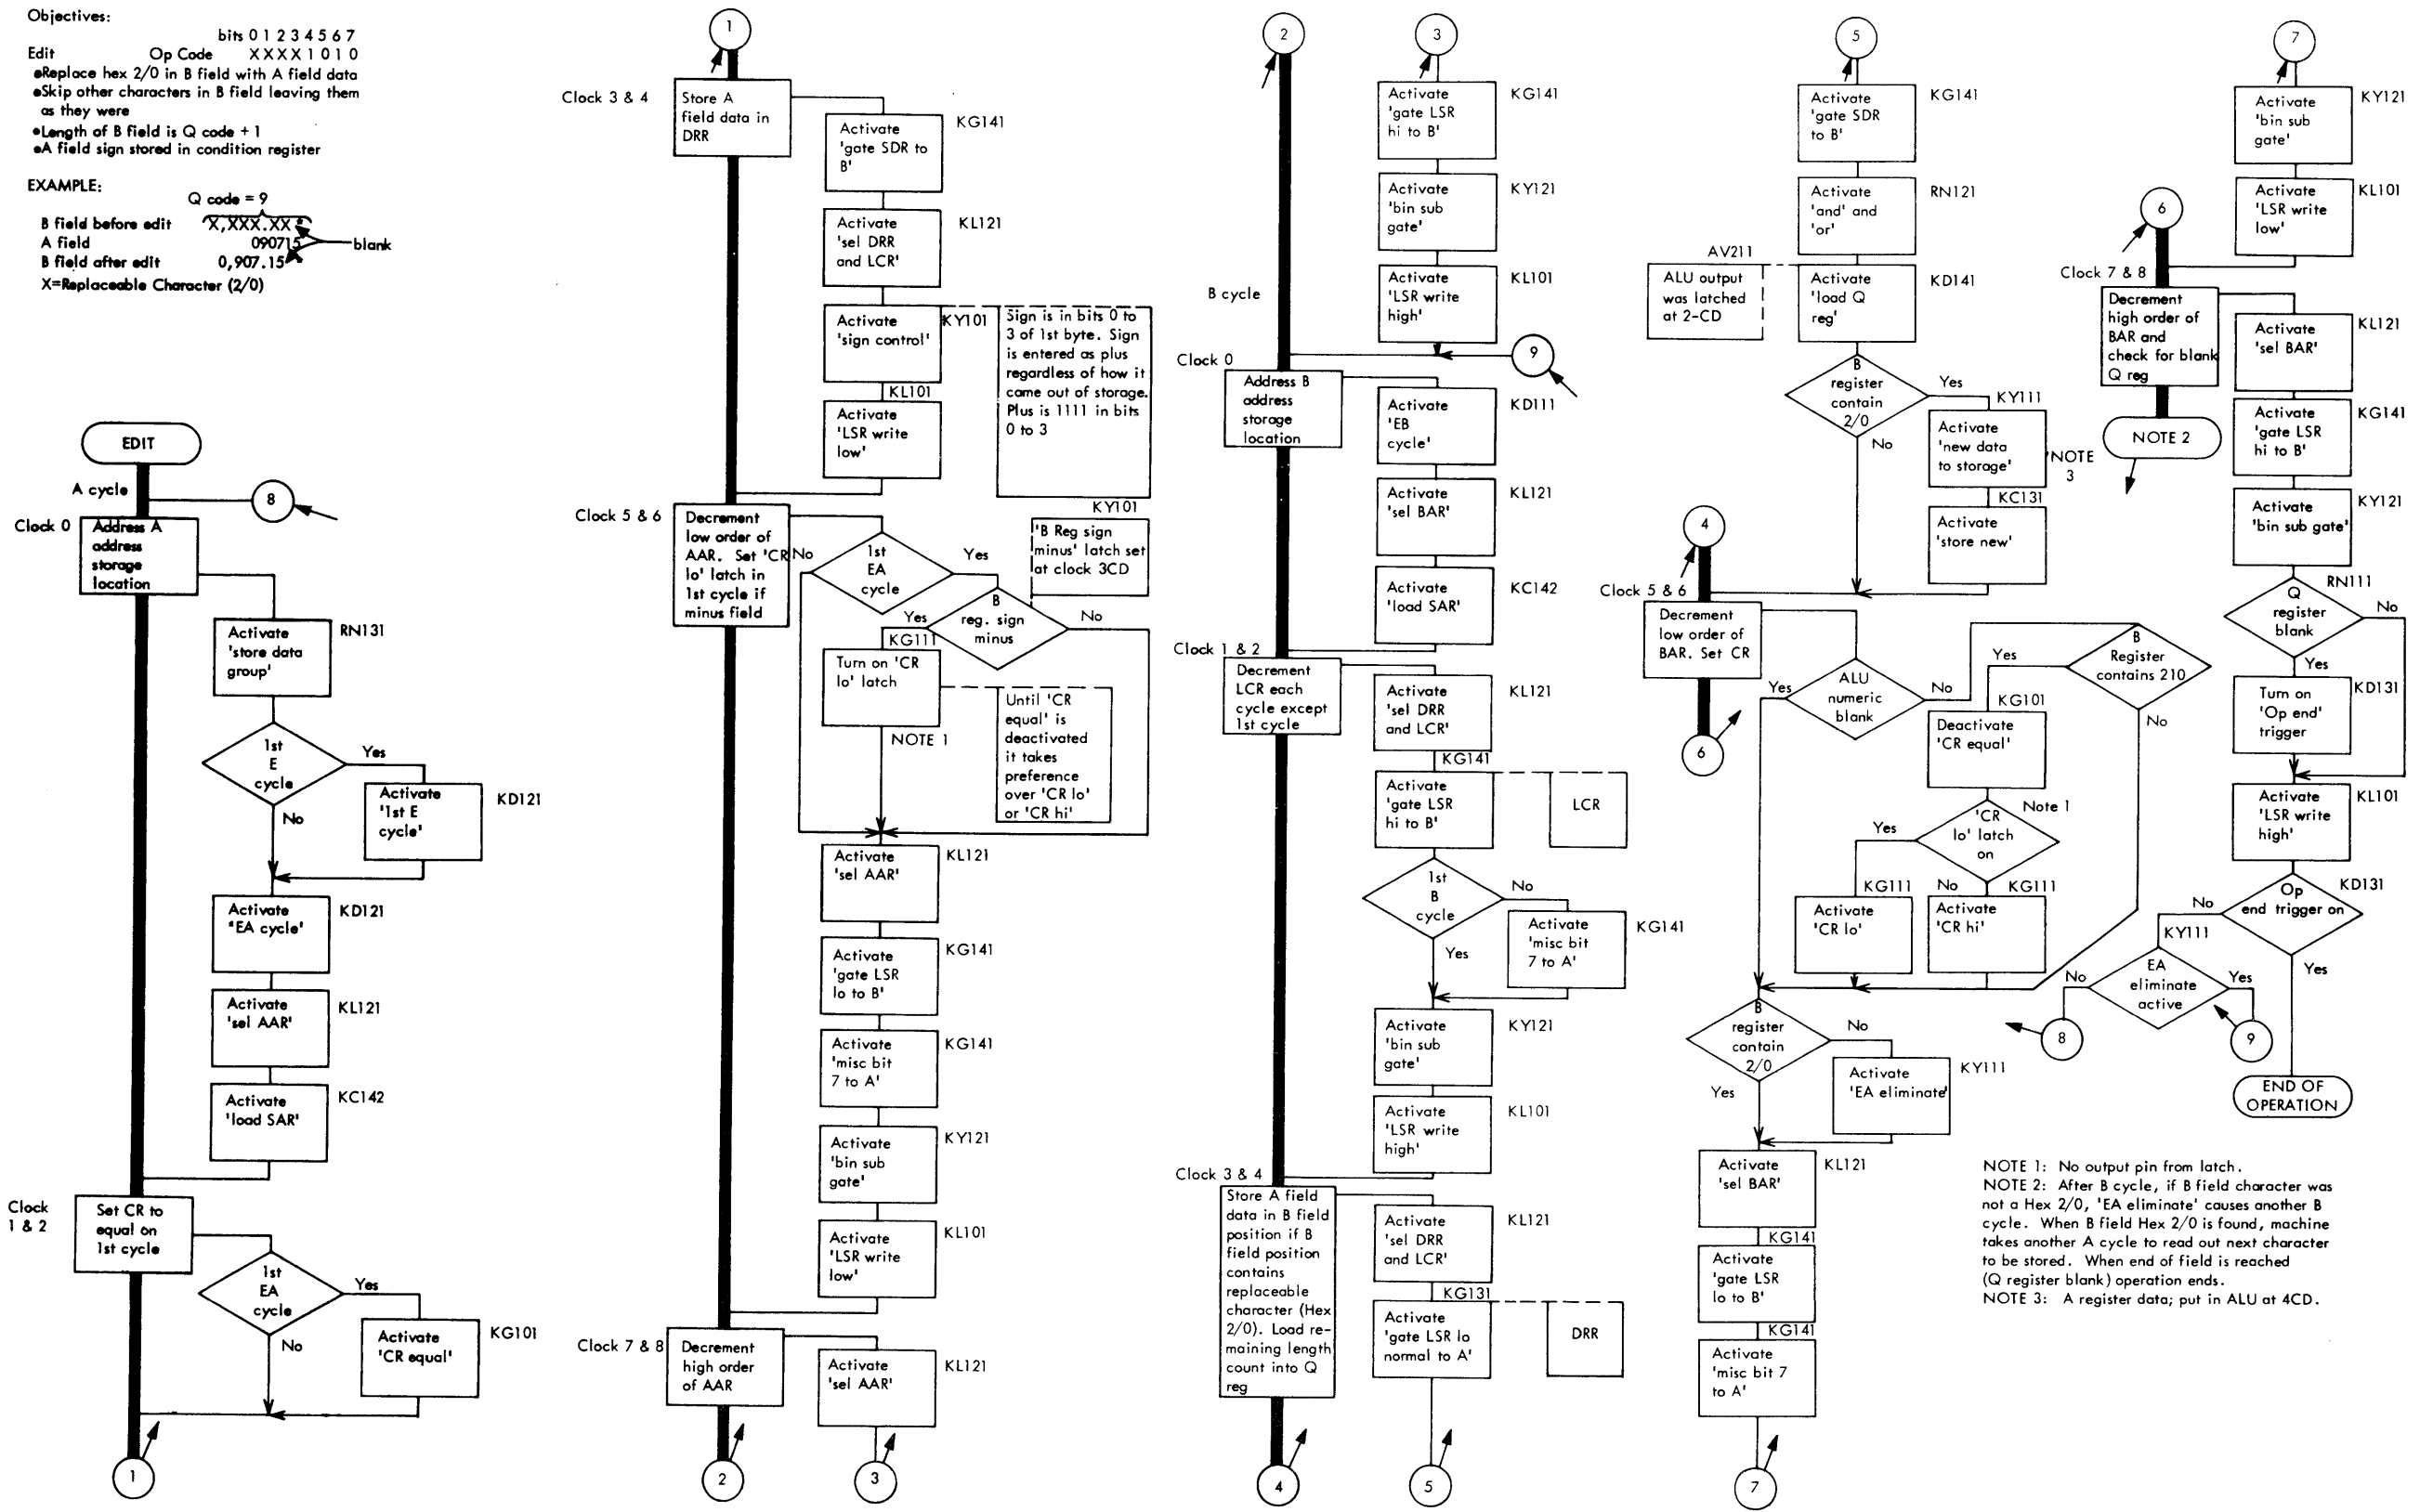 Objectives:
bits 0 1 2 3 4 5 6 7
Edit Op Code X X X X 1 0 1 0
●Replace hex 2/0 in B field with A field data
●Skip other characters in B field leaving them
as they were
●Length of B field is Q code + 1
●A field sign stored in condition register
EXAMPLE:
Q code = 9
B field before edit X,XXX.XX *
A field 090715
blank
B field after edit 0,907.15 *
X=Replaceable Character (2/0)
EDIT
A cycle
8
Clock 0
Address A
address
storage
location
RN131
Activate
'store data
group'
1st
E
cycle
Yes
No
KD121
Activate
'1st E
cycle'
KD121
Activate
'EA cycle'
KL121
Activate
'sel AAR'
KC142
Activate
'load SAR'
Clock
1 & 2
Set CR to
equal on
1st cycle
1st
EA
cycle
Yes
No
KG101
Activate
'CR equal'
1
1
Clock 3 & 4
Store A
field data in
DRR
KG141
Activate
'gate SDR to
B'
KL121
Activate
'sel DRR
and LCR'
KY101
Activate
'sign control'
Sign is in bits 0 to
3 of 1st byte. Sign
is entered as plus
regardless of how it
came out of storage.
Plus is 1111 in bits
0 to 3
KL101
Activate
'LSR write
low'
Clock 5 & 6
Decrement
low order of
AAR. Set 'CR
lo' latch in
1st cycle if
minus field
No
1st
EA
cycle
Yes
KY101
'B Reg sign
minus' latch set
at clock 3CD
B
reg. sign
minus
Yes
No
KG111
Turn on 'CR
lo' latch
NOTE 1
Until 'CR
equal' is
deactivated
it takes
preference
over 'CR lo'
or 'CR hi'
KL121
Activate
'sel AAR'
KG141
Activate
'gate LSR
lo to B'
KG141
Activate
'misc bit
7 to A'
KY121
Activate
'bin sub
gate'
KL101
Activate
'LSR write
low'
Clock 7 & 8
Decrement
high order
of AAR
KL121
Activate
'sel AAR'
2
3
2
B cycle
3
KG141
Activate
'gate LSR
hi to B'
KY121
Activate
'bin sub
gate'
KL101
Activate
'LSR write
high'
9
Clock 0
Address B
address
storage
location
KD111
Activate
'EB
cycle'
KL121
Activate
'sel BAR'
KC142
Activate
'load SAR'
Clock 1 & 2
Decrement
LCR each
cycle except
1st cycle
KL121
Activate
'sel DRR
and LCR'
KG141
Activate
'gate LSR
hi to B'
LCR
1st
B
cycle
No
Yes
KG141
Activate
'misc bit
7 to A'
KY121
Activate
'bin sub
gate'
KL101
Activate
'LSR write
high'
Clock 3 & 4
Store A field
data in B field
position if B
field position
contains
replaceable
character (Hex
2/0). Load re-
maining length
count into Q
reg
KL121
Activate
'sel DRR
and LCR'
KG131
Activate
'gate LSR lo
normal to A'
DRR
4
5
5
KG141
Activate
'gate SDR
to B'
RN121
Activate
'and' and
'or'
AV211
ALU output
was latched
at 2-CD
KD141
Activate
'load Q
reg'
B
register
contain
2/0
Yes
No
KY111
Activate
'new data
to storage'
NOTE
3
KC131
Activate
'store new'
4
Clock 5 & 6
Decrement
low order of
BAR. Set CR
6
ALU
numeric
blank
Yes
No
B
Register
contains 210
Yes
No
KG101
Deactivate
'CR equal'
Note 1
'CR
lo' latch
on
Yes
No
KG111
Activate
'CR lo'
KG111
Activate
'CR hi'
B
register
contain
2/0
No
Yes
KY111
Activate
'EA eliminate'
KL121
Activate
'sel BAR'
KG141
Activate
'gate LSR
lo to B'
KG141
Activate
'misc bit 7
to A'
7
6
Clock 7 & 8
Decrement
high order of
BAR and
check for blank
Q reg
NOTE 2
7
KY121
Activate
'bin sub
gate'
KL101
Activate
'LSR write
low'
KL121
Activate
'sel BAR'
KG141
Activate
'gate LSR
hi to B'
KY121
Activate
'bin sub gate'
RN111
Q
register
blank
No
Yes
KD131
Turn on
'Op end'
trigger
KL101
Activate
'LSR write
high'
KD131
Op
end trigger on
No
Yes
KY111
EA
eliminate
active
No
Yes
8
9
END OF
OPERATION
NOTE 1: No output pin from latch.
NOTE 2: After B cycle, if B field character was
not a Hex 2/0, 'EA eliminate' causes another B
cycle. When B field Hex 2/0 is found, machine
takes another A cycle to read out next character
to be stored. When end of field is reached
(Q register blank) operation ends.
NOTE 3: A register data; put in ALU at 4CD.